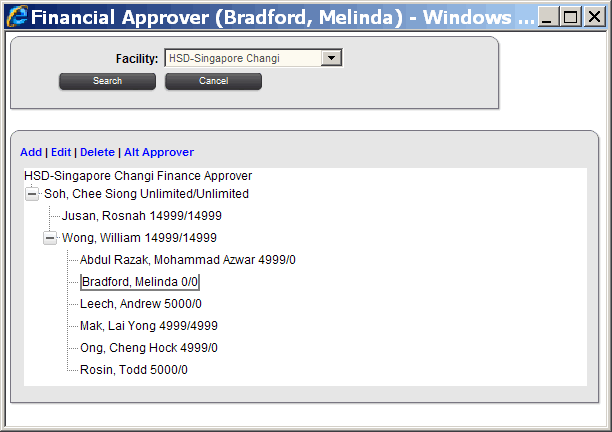 Financial Approver (Bradford, Melinda) - Windows ...
Facility: HSD-Singapore Changi
Search Cancel
Add | Edit | Delete | Alt Approver
HSD-Singapore Changi Finance Approver
Soh, Chee Siong Unlimited/Unlimited
Jusan, Rosnah 14999/14999
Wong, William 14999/14999
Abdul Razak, Mohammad Azwar 4999/0
Bradford, Melinda 0/0
Leech, Andrew 5000/0
Mak, Lai Yong 4999/4999
Ong, Cheng Hock 4999/0
Rosin, Todd 5000/0